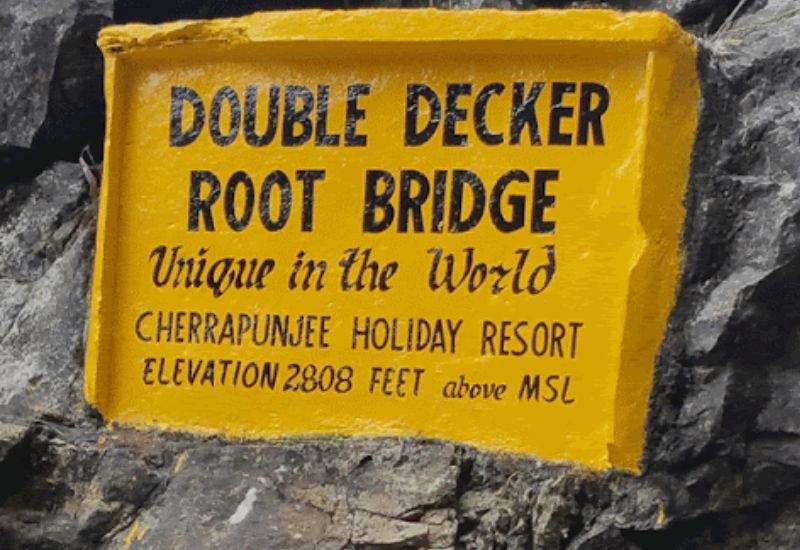 DOUBLE DECKER
ROOT BRIDGE
Unique in the World
CHERRAPUNJEE HOLIDAY RESORT
ELEVATION 2808 FEET above MSL